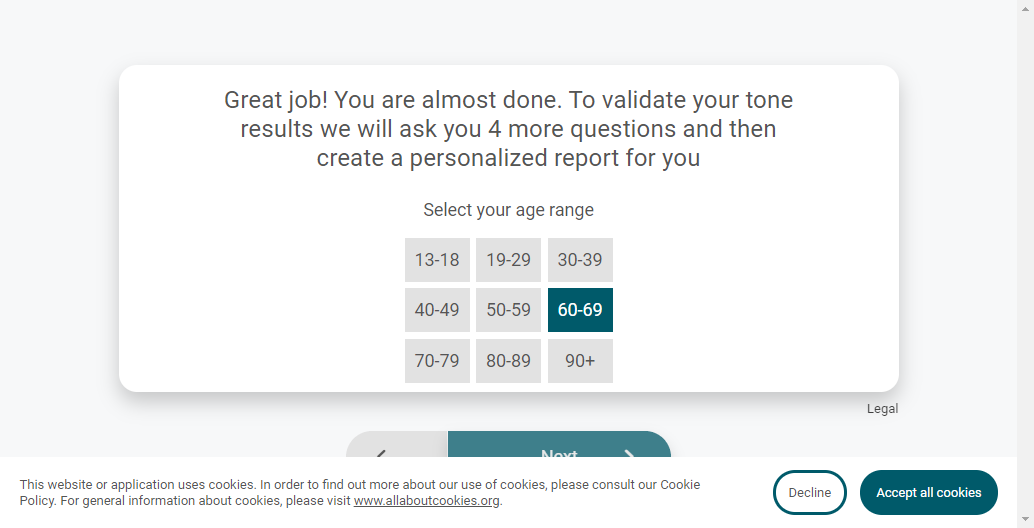 Great job! You are almost done. To validate your tone
results we will ask you 4 more questions and then
create a personalized report for you
Select your age range
13-18 19-29 30-39
40-49 50-59 60-69
70-79 80-89 90+
Legal
Next
This website or application uses cookies. In order to find out more about our use of cookies, please consult our Cookie
Policy. For general information about cookies, please visit www.allaboutcookies.org.
Decline
Accept all cookies